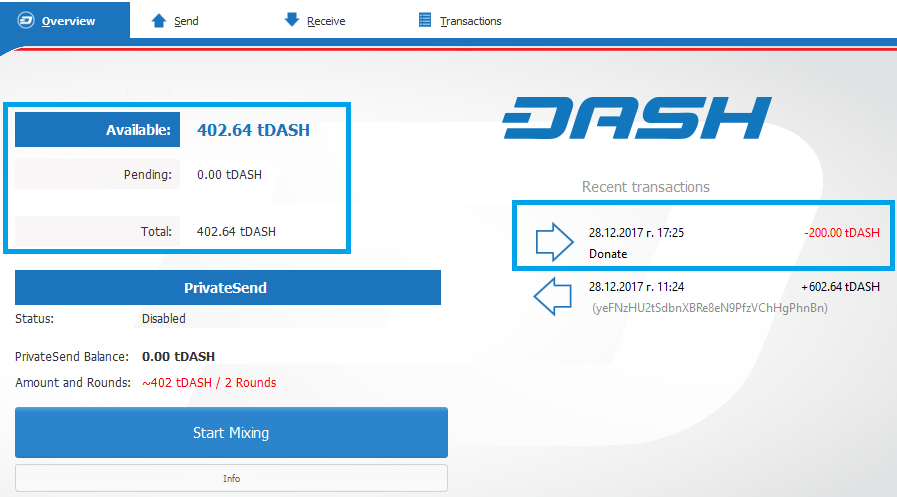 Overview Send Receive Transactions
Available: 402.64 tDASH
Pending: 0.00 tDASH
Total: 402.64 tDASH
PrivateSend
Status: Disabled
PrivateSend Balance: 0.00 tDASH
Amount and Rounds: ~402 tDASH / 2 Rounds
Start Mixing
Info
DASH
Recent transactions
28.12.2017 г. 17:25 -200.00 tDASH
Donate
28.12.2017 г. 11:24 +602.64 tDASH
(yeFNzHU2tSdbnXBRe8eN9PfzVChHgPhnBn)